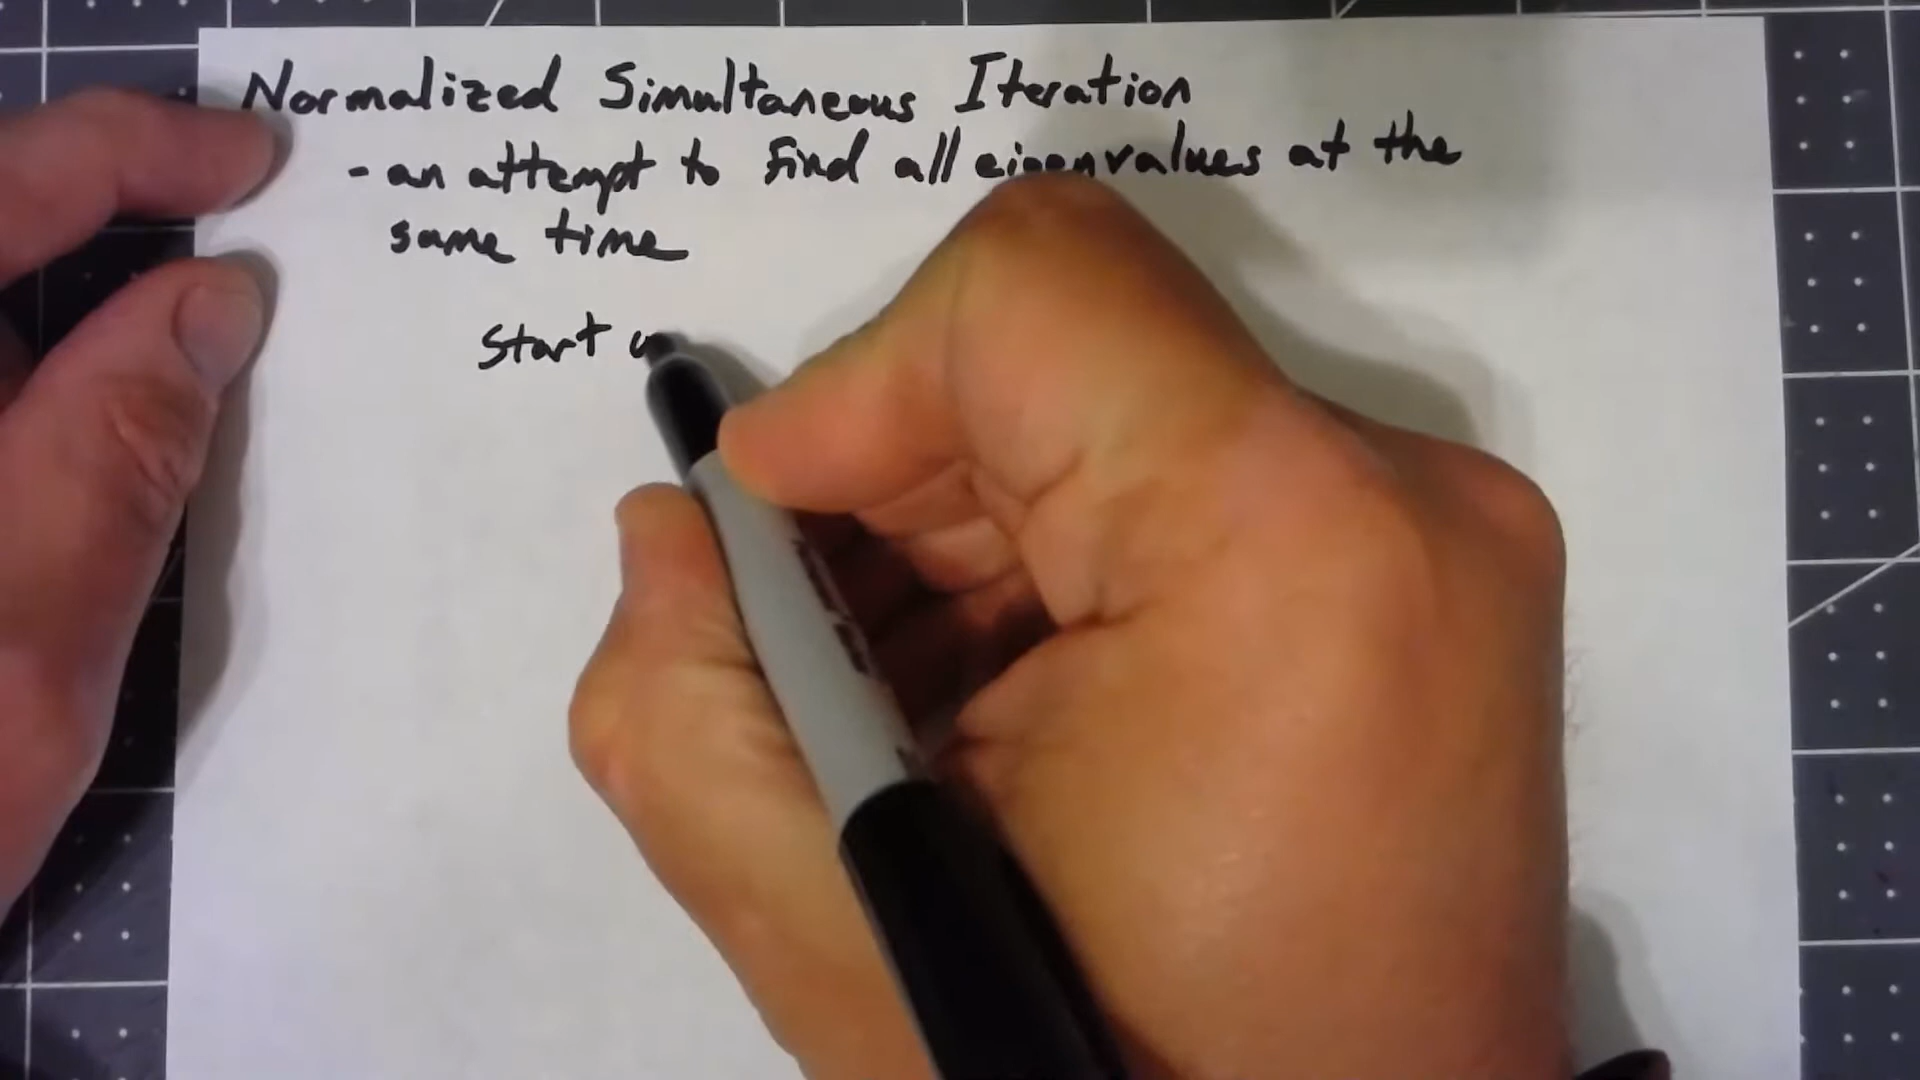 Normalized Simultaneous Iteration
- an attempt to find all eigenvalues at the
same time
Start